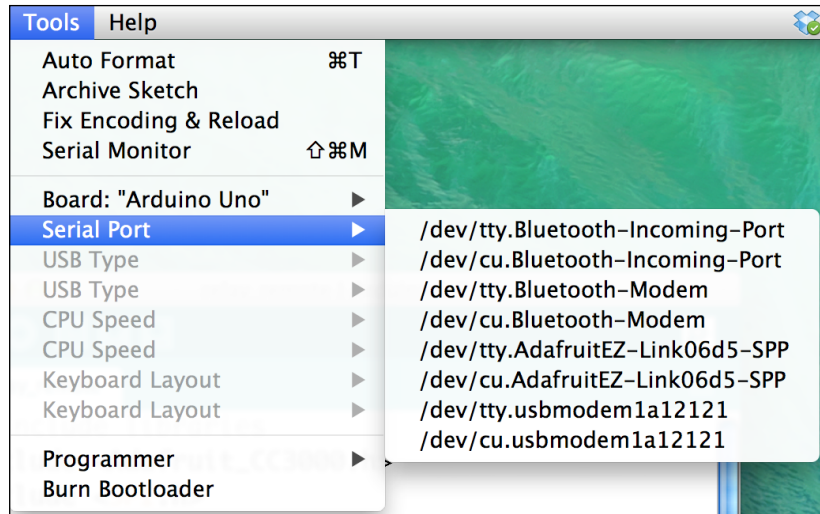 Tools Help
Auto Format ⌘T
Archive Sketch
Fix Encoding & Reload
Serial Monitor ⇧⌘M
Board: "Arduino Uno" ▶
Serial Port ▶
USB Type ▶
USB Type ▶
CPU Speed ▶
CPU Speed ▶
Keyboard Layout ▶
Keyboard Layout ▶
Programmer ▶
Burn Bootloader
/dev/tty.Bluetooth-Incoming-Port
/dev/cu.Bluetooth-Incoming-Port
/dev/tty.Bluetooth-Modem
/dev/cu.Bluetooth-Modem
/dev/tty.AdafruitEZ-Link06d5-SPP
/dev/cu.AdafruitEZ-Link06d5-SPP
/dev/tty.usbmodem1a12121
/dev/cu.usbmodem1a12121